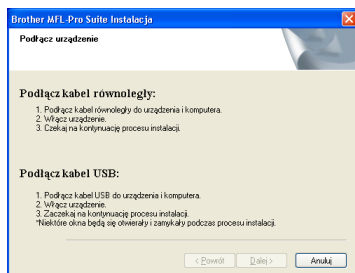 Brother MFL-Pro Suite Instalacja
Podłącz urządzenie
Podłącz kabel równoległy:
1. Podłącz kabel równoległy do urządzenia i komputera.
2. Włącz urządzenie.
3. Czekaj na kontynuację procesu instalacji.
Podłącz kabel USB:
1. Podłącz kabel USB do urządzenia i komputera.
2. Włącz urządzenie.
3. Zaczekaj na kontynuację procesu instalacji.
*Niektóre okna będą się otwierały i zamykały podczas procesu instalacji.
< Powrót Dalej > Anuluj